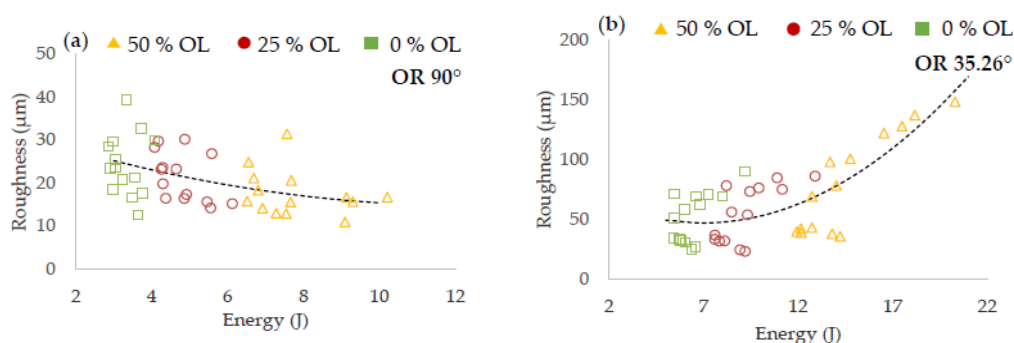 (a) 50 % OL 25 % OL 0 % OL
OR 90°
50
40
30
20
10
0
Roughness (µm)
2 4 6 8 10 12
Energy (J)
(b) 50 % OL 25 % OL 0 % OL
OR 35.26°
200
150
100
50
0
Roughness (µm)
2 7 12 17 22
Energy (J)